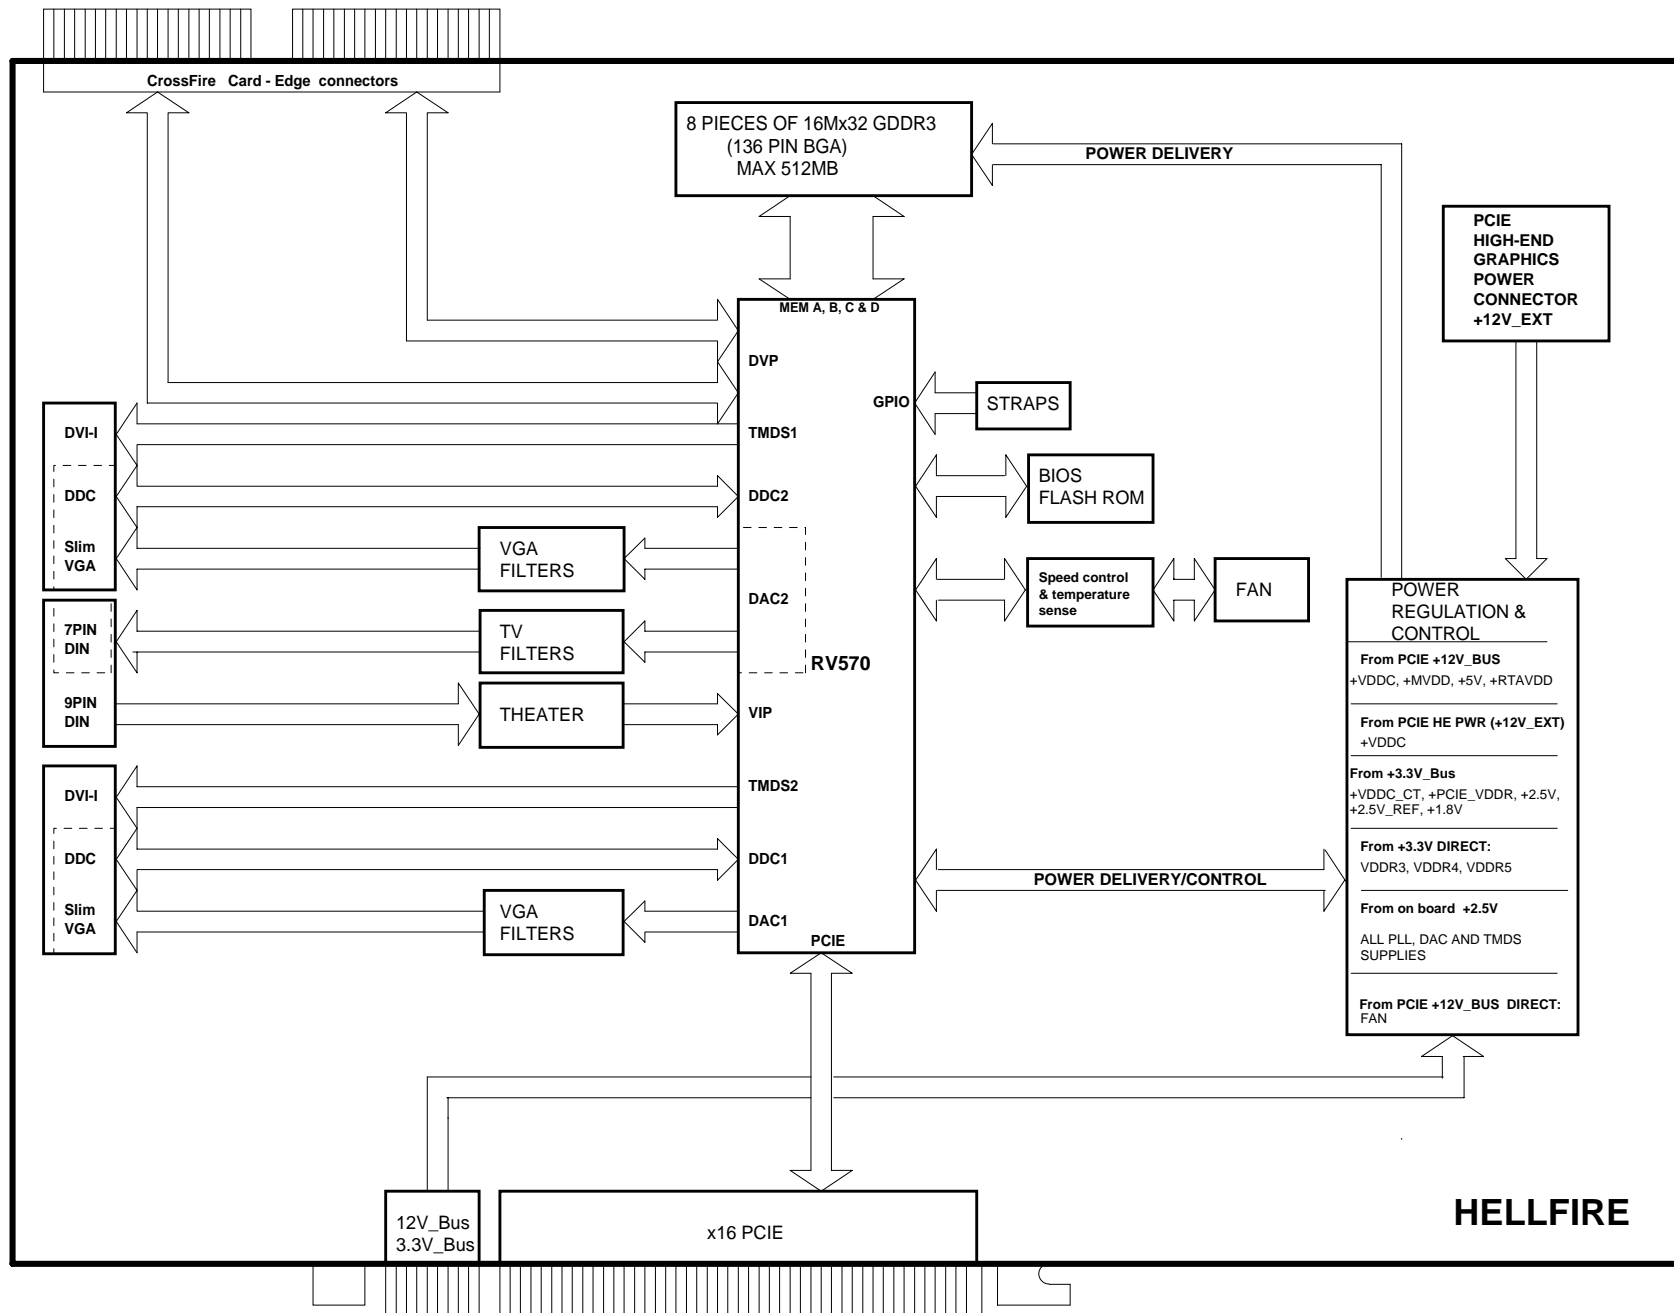 CrossFire Card - Edge connectors
8 PIECES OF 16Mx32 GDDR3
(136 PIN BGA)
MAX 512MB
POWER DELIVERY
PCIE
HIGH-END
GRAPHICS
POWER
CONNECTOR
+12V_EXT
MEM A, B, C & D
DVP
GPIO
STRAPS
DVI-I
TMDS1
DDC
DDC2
BIOS
FLASH ROM
Slim
VGA
VGA
FILTERS
DAC2
Speed control
& temperature
sense
FAN
7PIN
DIN
TV
FILTERS
RV570
9PIN
DIN
THEATER
VIP
DVI-I
TMDS2
DDC
DDC1
Slim
VGA
VGA
FILTERS
DAC1
PCIE
POWER DELIVERY/CONTROL
POWER
REGULATION &
CONTROL
From PCIE +12V_BUS
+VDDC, +MVDD, +5V, +RTAVDD
From PCIE HE PWR (+12V_EXT)
+VDDC
From +3.3V_Bus
+VDDC_CT, +PCIE_VDDR, +2.5V,
+2.5V_REF, +1.8V
From +3.3V DIRECT:
VDDR3, VDDR4, VDDR5
From on board +2.5V
ALL PLL, DAC AND TMDS
SUPPLIES
From PCIE +12V_BUS DIRECT:
FAN
12V_Bus
3.3V_Bus
x16 PCIE
HELLFIRE